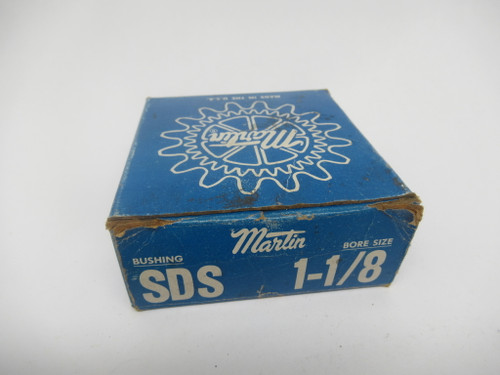 MADE IN THE U.S.A.
Martin
Martin
BUSHING
BORE SIZE
SDS
1-1/8